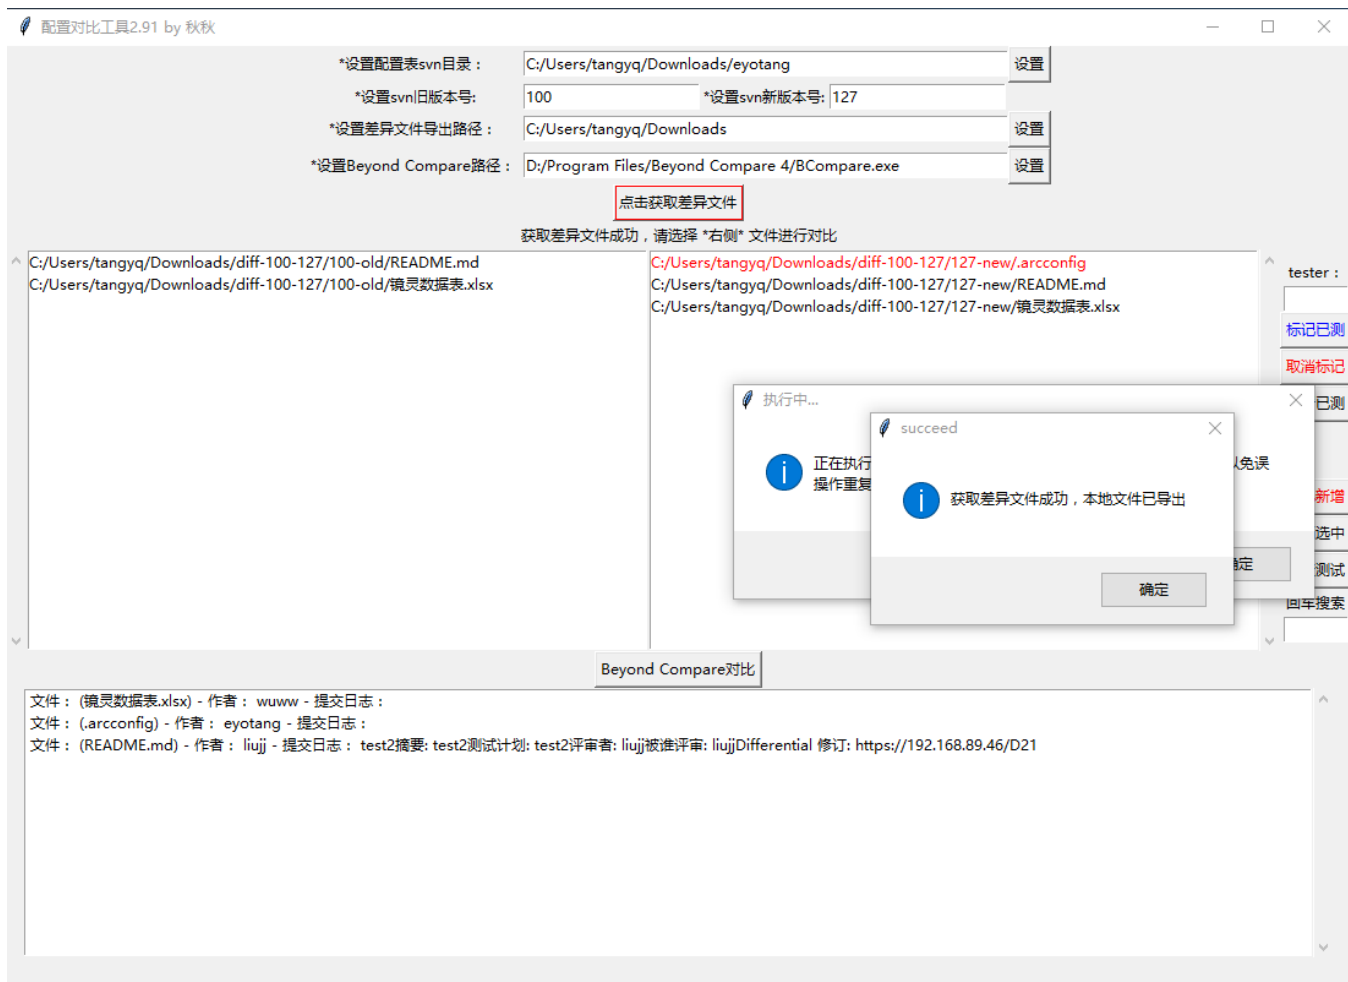 配置对比工具2.91 by 秋秋
*设置配置表svn目录： C:/Users/tangyq/Downloads/eyotang 设置
*设置svn旧版本号: 100 *设置svn新版本号: 127
*设置差异文件导出路径： C:/Users/tangyq/Downloads 设置
*设置Beyond Compare路径： D:/Program Files/Beyond Compare 4/BCompare.exe 设置
点击获取差异文件
获取差异文件成功，请选择 *右侧* 文件进行对比
C:/Users/tangyq/Downloads/diff-100-127/100-old/README.md
C:/Users/tangyq/Downloads/diff-100-127/100-old/镜灵数据表.xlsx
C:/Users/tangyq/Downloads/diff-100-127/127-new/.arcconfig
C:/Users/tangyq/Downloads/diff-100-127/127-new/README.md
C:/Users/tangyq/Downloads/diff-100-127/127-new/镜灵数据表.xlsx
tester：
标记已测
取消标记
已测
新增
选中
测试
回车搜索
执行中...
正在执行
以免误
操作重复
确定
succeed
获取差异文件成功，本地文件已导出
确定
Beyond Compare对比
文件： (镜灵数据表.xlsx) - 作者： wuww - 提交日志：
文件： (.arcconfig) - 作者： eyotang - 提交日志：
文件： (README.md) - 作者： liujj - 提交日志： test2摘要: test2测试计划: test2评审者: liujj被谁评审: liujjDifferential 修订: https://192.168.89.46/D21